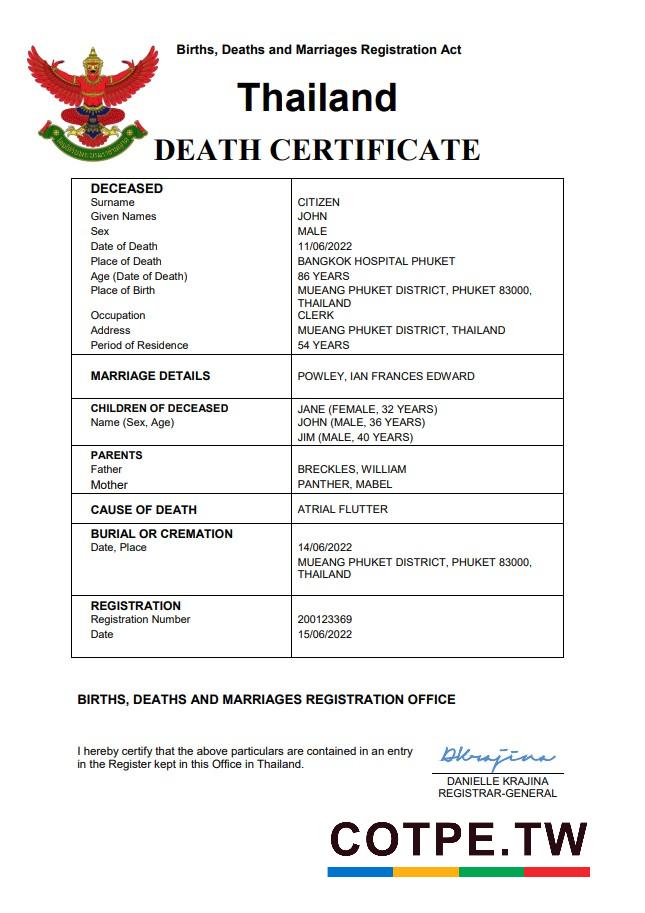 Births, Deaths and Marriages Registration Act
Thailand
DEATH CERTIFICATE
DECEASED
Surname CITIZEN
Given Names JOHN
Sex MALE
Date of Death 11/06/2022
Place of Death BANGKOK HOSPITAL PHUKET
Age (Date of Death) 86 YEARS
Place of Birth MUEANG PHUKET DISTRICT, PHUKET 83000,
THAILAND
Occupation CLERK
Address MUEANG PHUKET DISTRICT, THAILAND
Period of Residence 54 YEARS
MARRIAGE DETAILS POWLEY, IAN FRANCES EDWARD
CHILDREN OF DECEASED JANE (FEMALE, 32 YEARS)
Name (Sex, Age) JOHN (MALE, 36 YEARS)
JIM (MALE, 40 YEARS)
PARENTS
Father BRECKLES, WILLIAM
Mother PANTHER, MABEL
CAUSE OF DEATH ATRIAL FLUTTER
BURIAL OR CREMATION
Date, Place 14/06/2022
MUEANG PHUKET DISTRICT, PHUKET 83000,
THAILAND
REGISTRATION
Registration Number 200123369
Date 15/06/2022
BIRTHS, DEATHS AND MARRIAGES REGISTRATION OFFICE
I hereby certify that the above particulars are contained in an entry
in the Register kept in this Office in Thailand.
DKrajina
DANIELLE KRAJINA
REGISTRAR-GENERAL
COTPE.TW